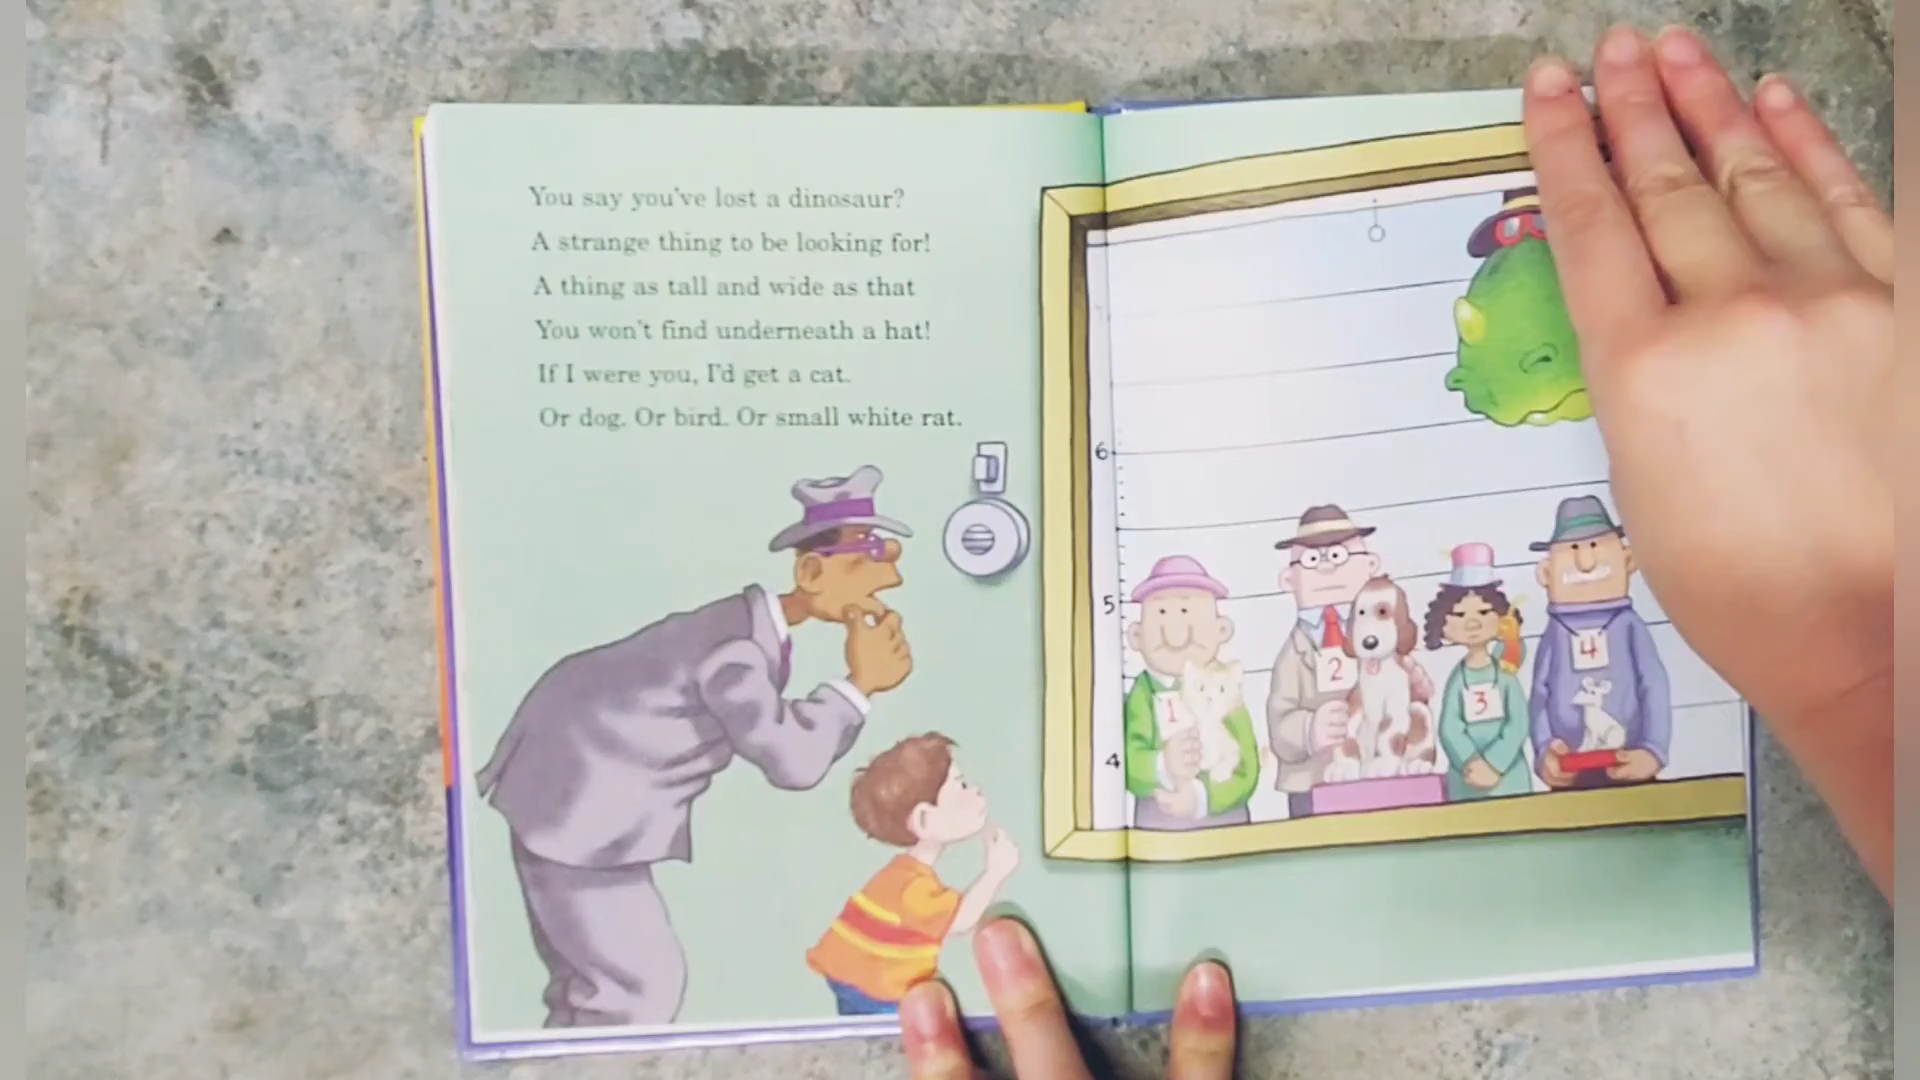 You say you've lost a dinosaur?
A strange thing to be looking for!
A thing as tall and wide as that
You won't find underneath a hat!
If I were you, I'd get a cat.
Or dog. Or bird. Or small white rat.
6
5
4
1
2
3
4